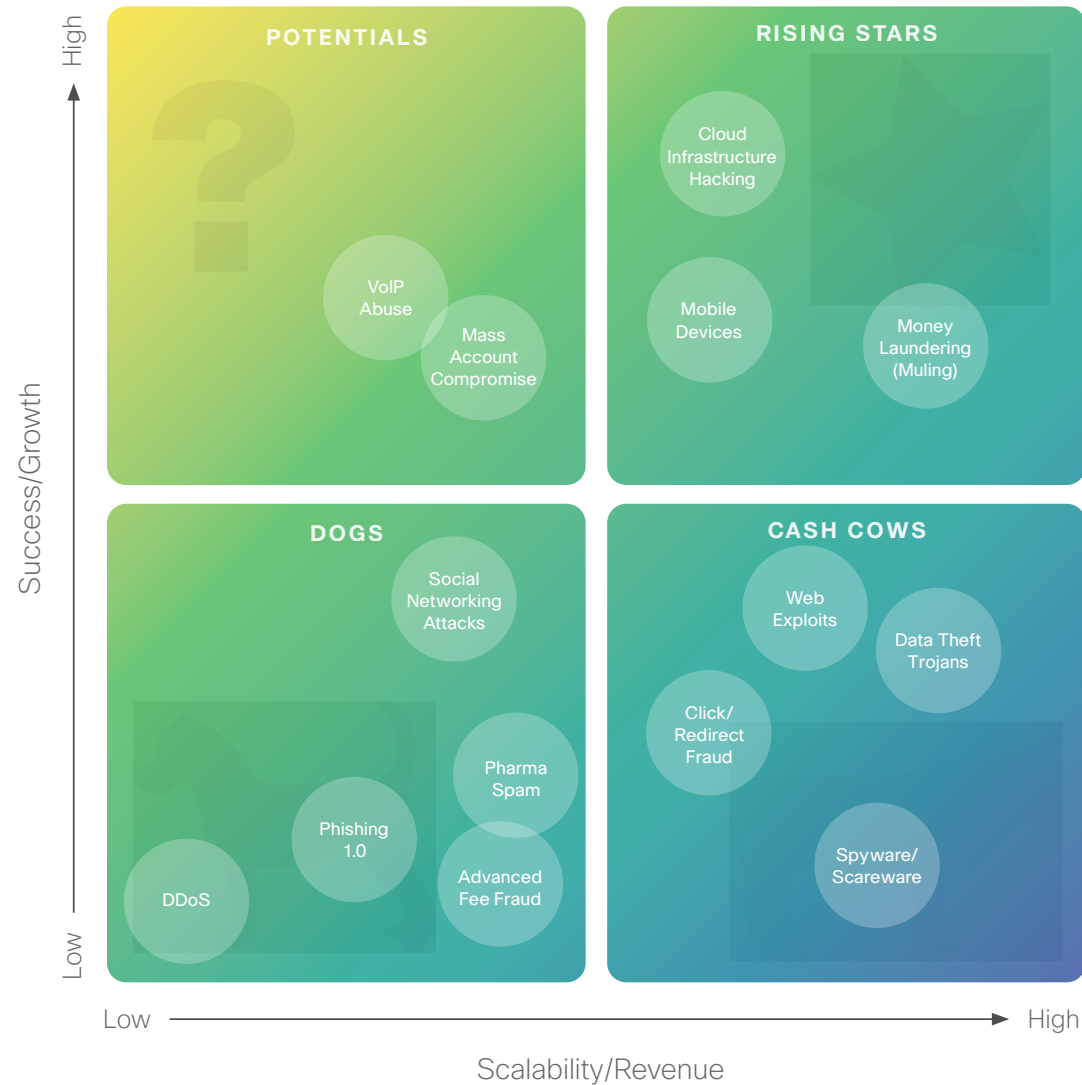 High
Success/Growth
Low
POTENTIALS
VoIP
Abuse
Mass
Account
Compromise
RISING STARS
Cloud
Infrastructure
Hacking
Mobile
Devices
Money
Laundering
(Muling)
DOGS
Social
Networking
Attacks
Pharma
Spam
Phishing
1.0
Advanced
Fee Fraud
DDoS
CASH COWS
Web
Exploits
Data Theft
Trojans
Click/
Redirect
Fraud
Spyware/
Scareware
?
Low
High
Scalability/Revenue